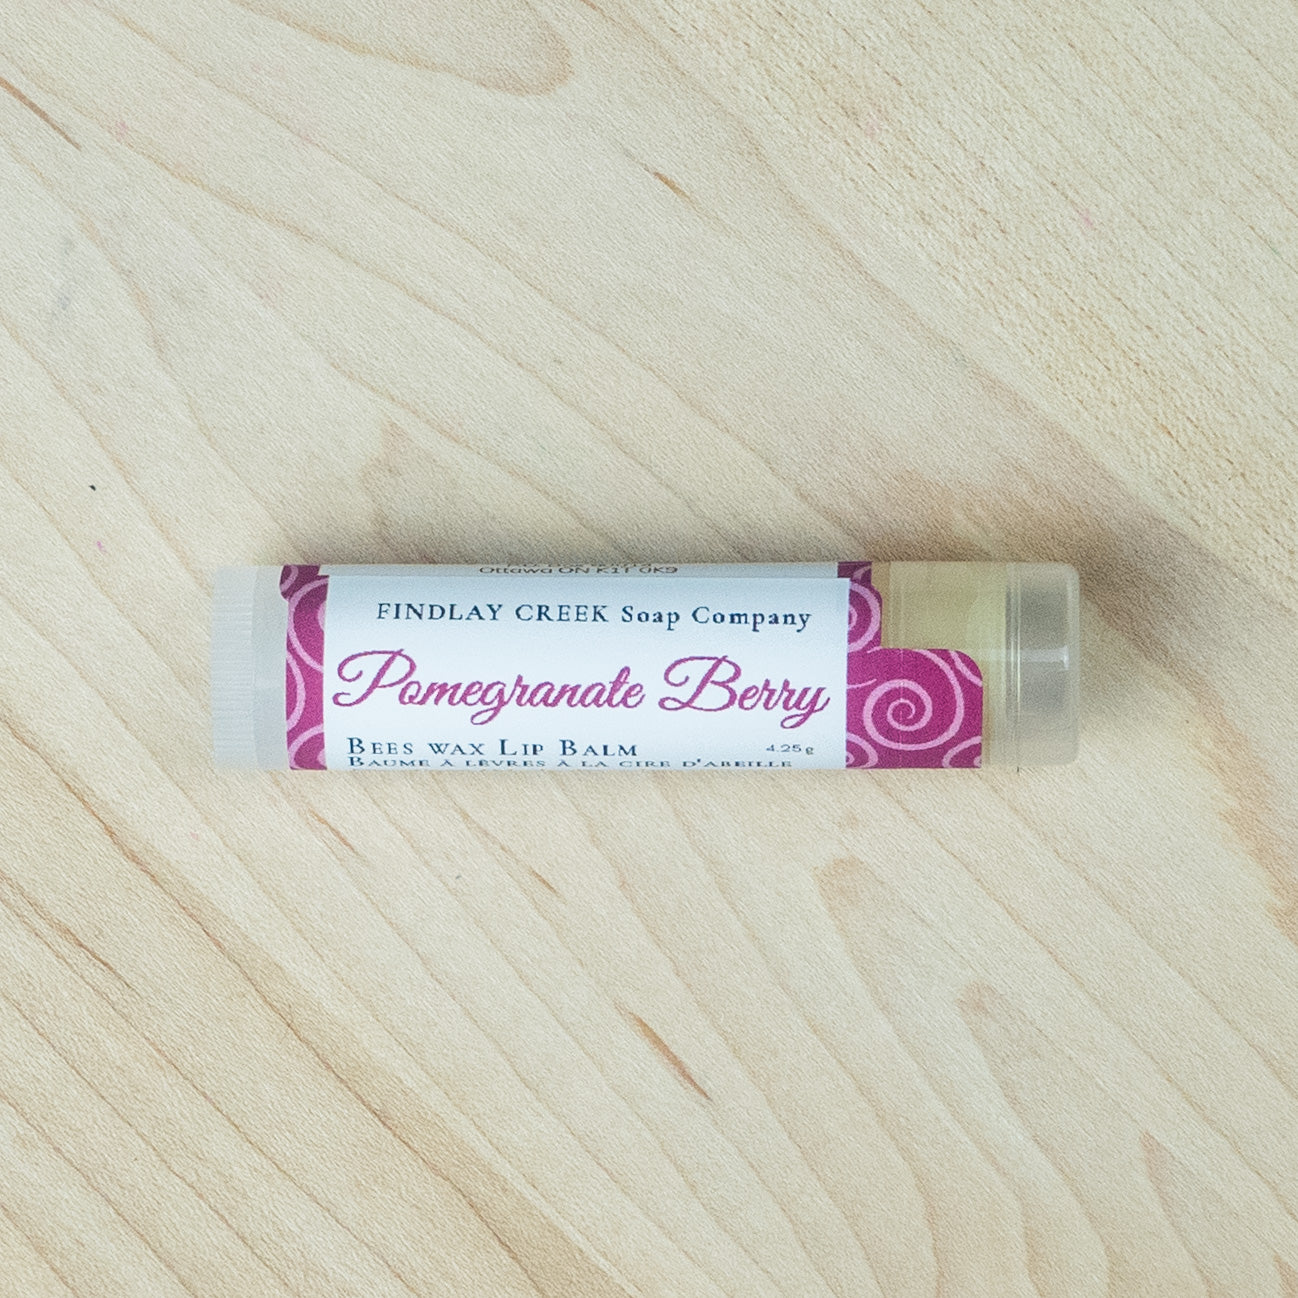 Ottawa ON K1T 0K9
FINDLAY CREEK Soap Company
Pomegranate Berry
BEES WAX LIP BALM 4.25g
BAUME À LÈVRES À LA CIRE D'ABEILLE